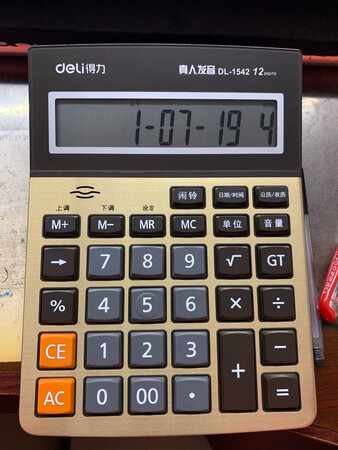 deli得力 真人发音 DL-1542 12 DIGITS
1-07-19 4
闹铃 日期/时间 公历/农历
上调 下调 设定
M+ M- MR MC 单位 音量
→ 7 8 9 √ GT
% 4 5 6 × ÷
CE 1 2 3 + -
AC 0 00 . =